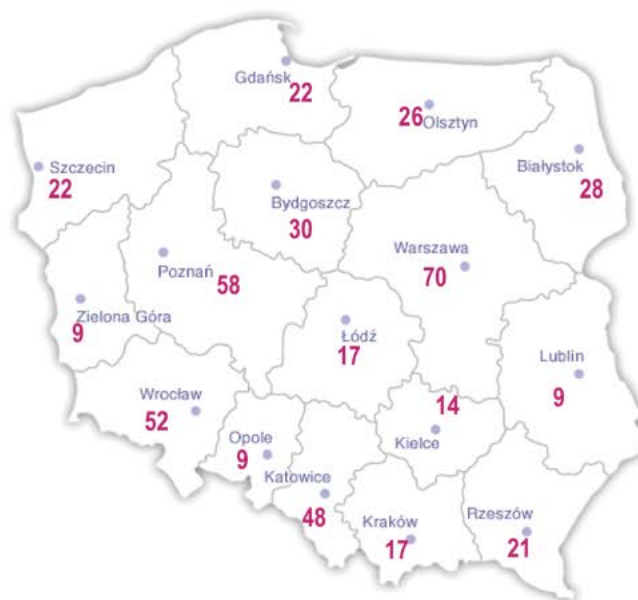 Gdańsk
22
26
Olsztyn
Białystok
28
Szczecin
22
Bydgoszcz
30
Warszawa
70
Poznań
58
Zielona Góra
9
Łódź
17
Lublin
9
Wrocław
52
14
Kielce
Opole
9
Katowice
48
Kraków
17
Rzeszów
21